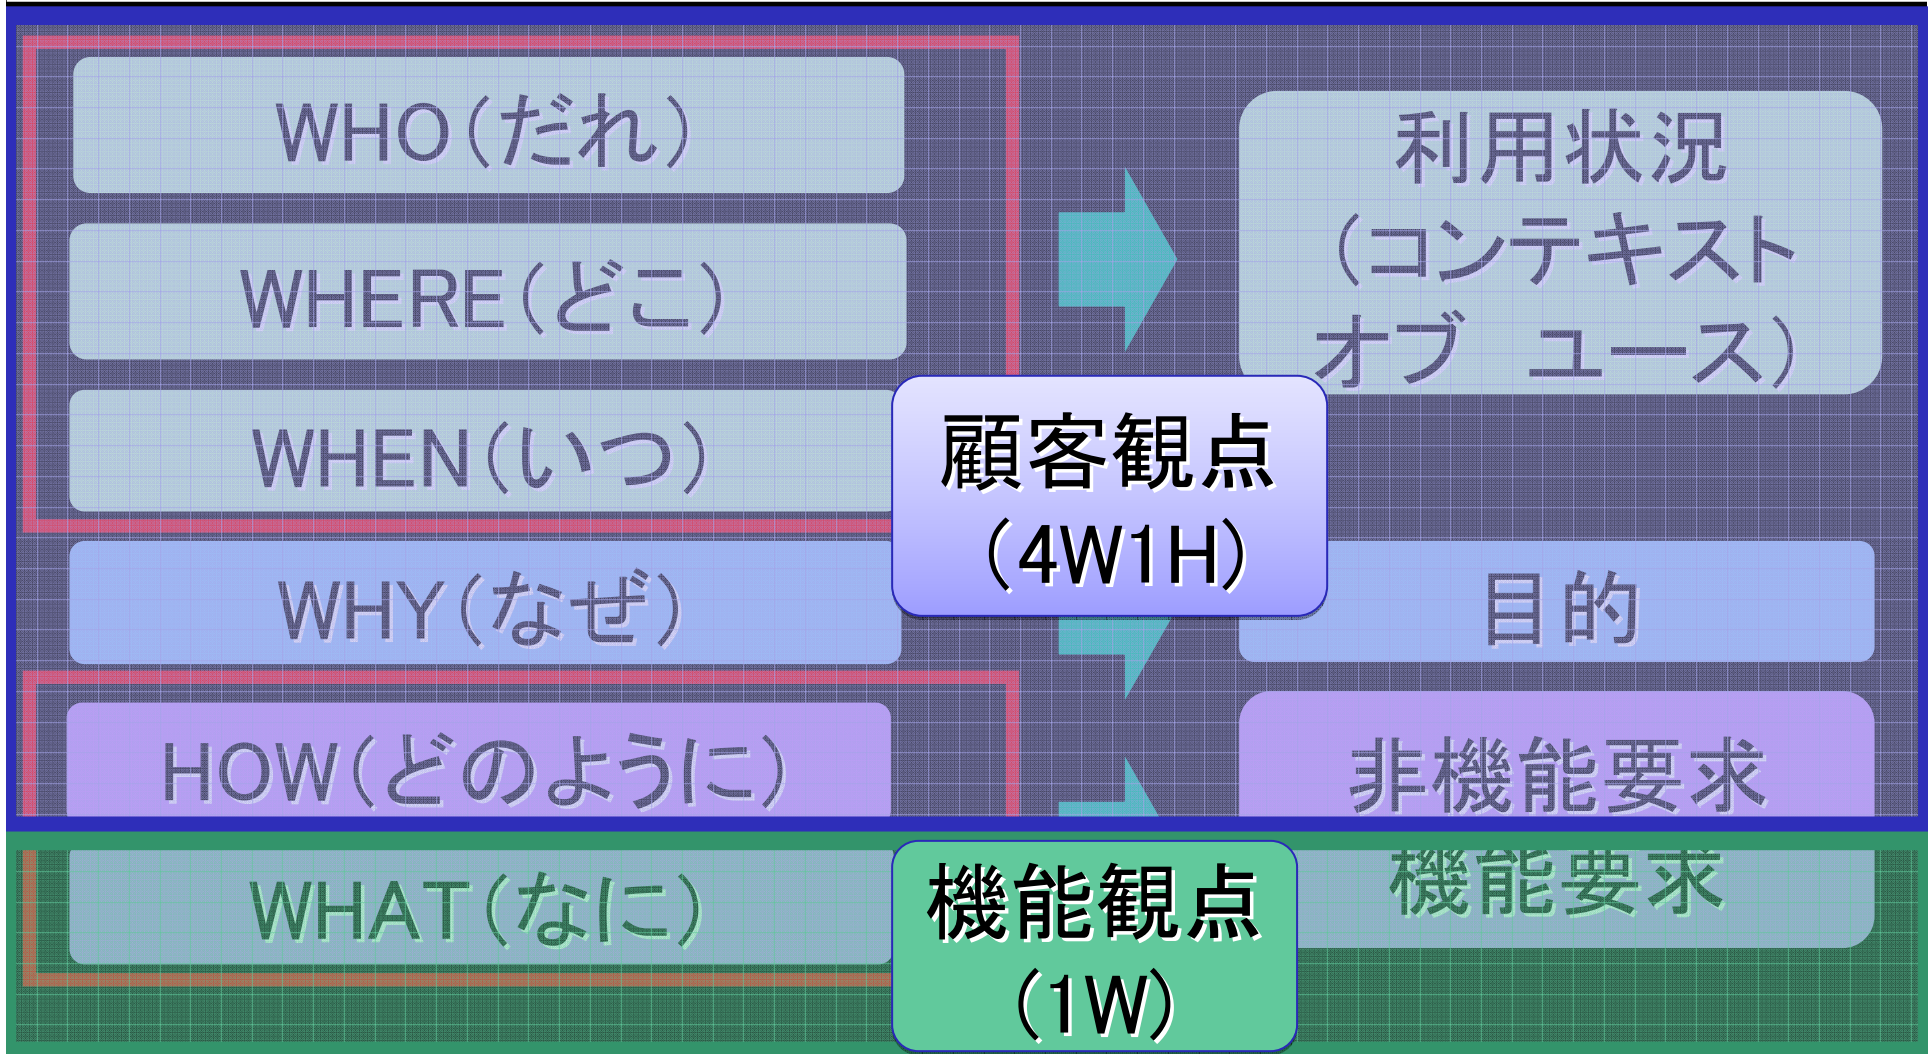 WHO(だれ)
WHERE(どこ)
WHEN(いつ)
利用状況
(コンテキスト
オブ　ユース)
顧客観点
(4W1H)
WHY(なぜ)
目的
HOW(どのように)
非機能要求
WHAT(なに)
機能要求
機能観点
(1W)